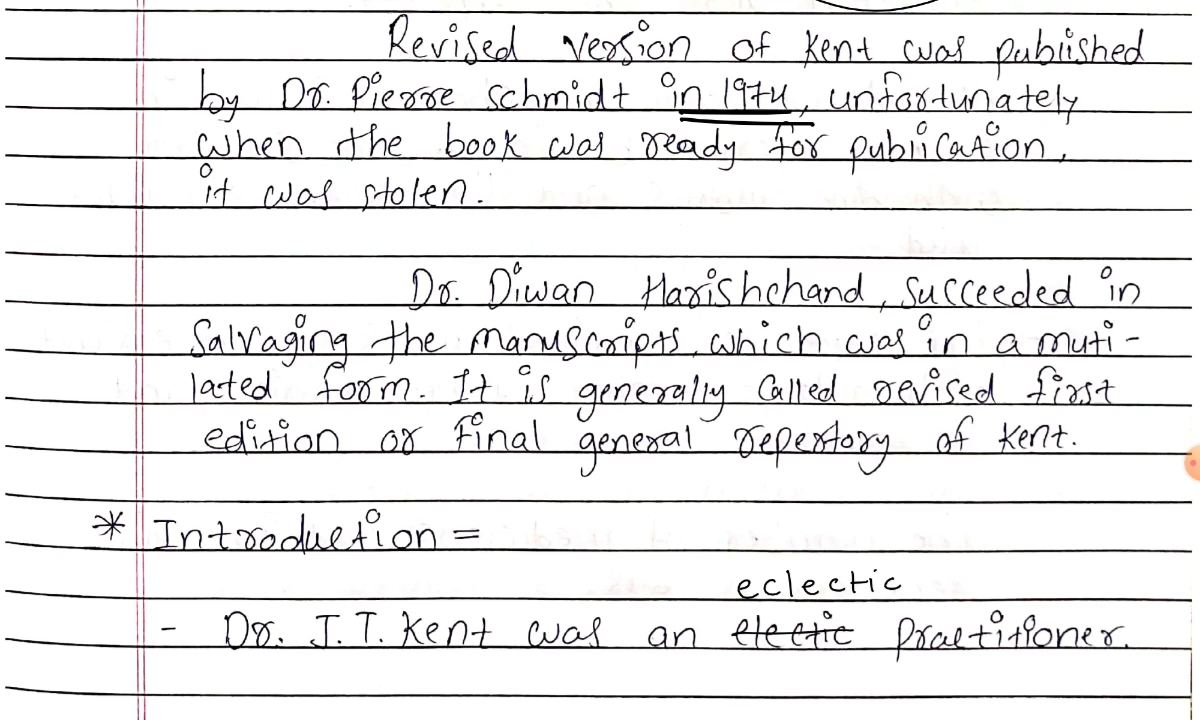 Revised version of Kent was published
by Dr. Pierre Schmidt in 1974, unfortunately
when the book was ready for publication,
it was stolen.
Dr. Diwan Harishchand, succeeded in
Salvaging the manuscripts, which was in a muti-
lated form. It is generally called revised first
edition or Final general repertory of Kent.
* Introduction =
eclectic
- Dr. J. T. Kent was an electic Practitioner.